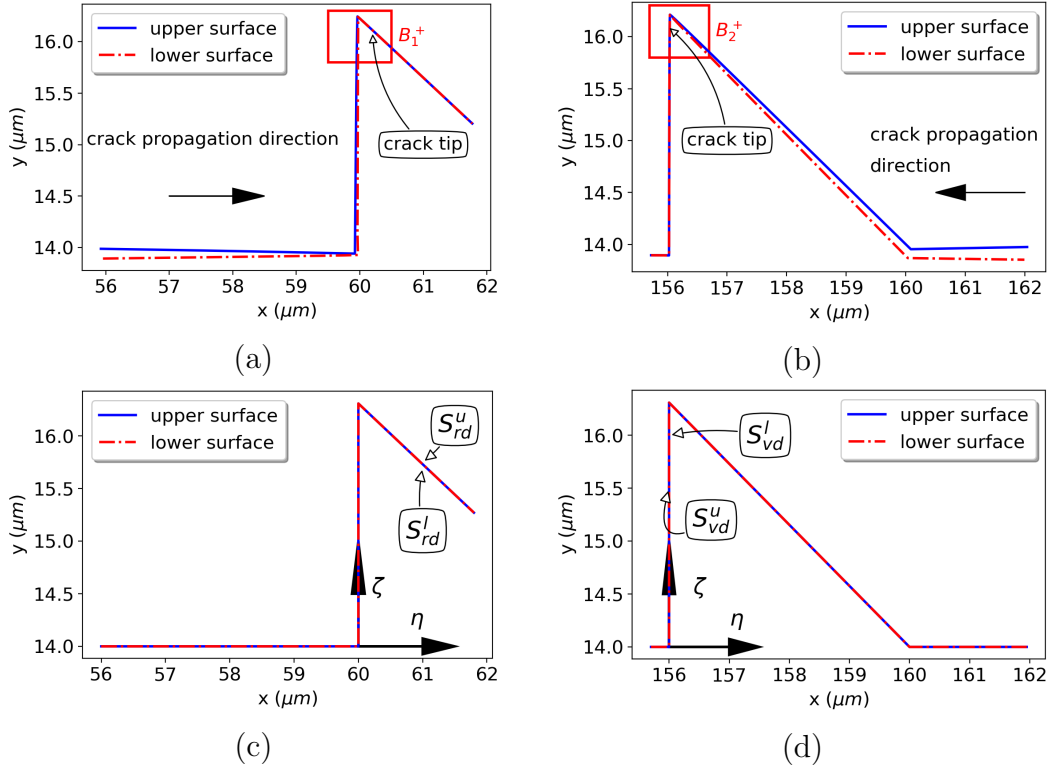 upper surface
lower surface
B₁⁺
crack tip
crack propagation direction
16.0
15.5
15.0
14.5
14.0
y (μm)
56 57 58 59 60 61 62
x (μm)
(a)
upper surface
lower surface
B₂⁺
crack tip
crack propagation
direction
16.0
15.5
15.0
14.5
14.0
y (μm)
156 157 158 159 160 161 162
x (μm)
(b)
upper surface
lower surface
S_{rd}^{u}
S_{rd}^{l}
ζ
η
16.0
15.5
15.0
14.5
14.0
y (μm)
56 57 58 59 60 61 62
x (μm)
(c)
upper surface
lower surface
S_{vd}^{l}
S_{vd}^{u}
ζ
η
16.0
15.5
15.0
14.5
14.0
y (μm)
156 157 158 159 160 161 162
x (μm)
(d)